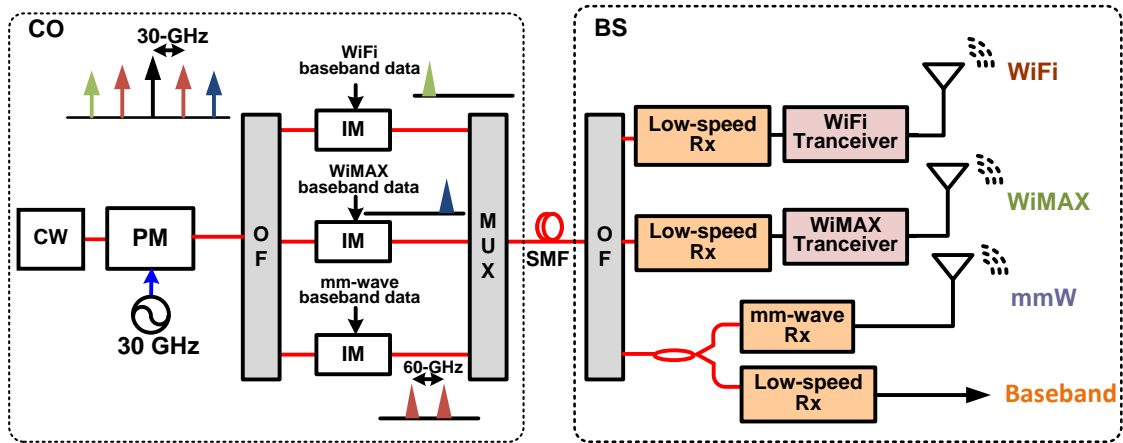 CO
30-GHz
WiFi
baseband data
IM
WiMAX
baseband data
IM
mm-wave
baseband data
IM
60-GHz
CW
PM
30 GHz
O
F
M
U
X
SMF
BS
O
F
Low-speed
Rx
WiFi
Tranceiver
WiFi
Low-speed
Rx
WiMAX
Tranceiver
WiMAX
mm-wave
Rx
mmW
Low-speed
Rx
Baseband